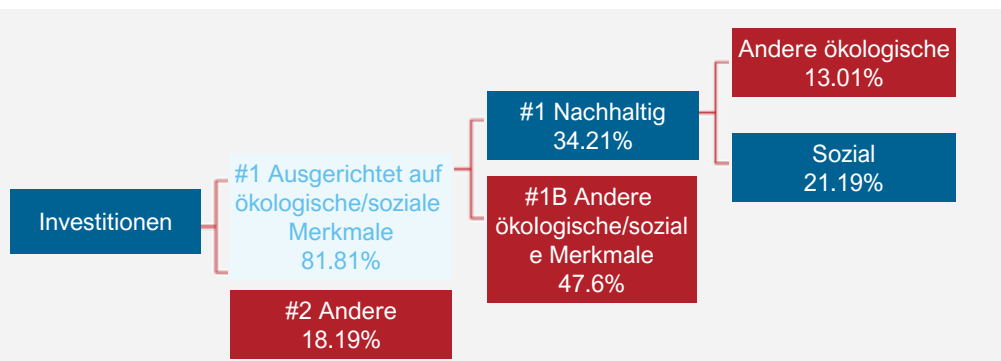 Andere ökologische
13.01%
#1 Nachhaltig
34.21%
Sozial
21.19%
#1 Ausgerichtet auf
ökologische/soziale
Merkmale
81.81%
#1B Andere
ökologische/sozial
e Merkmale
47.6%
Investitionen
#2 Andere
18.19%